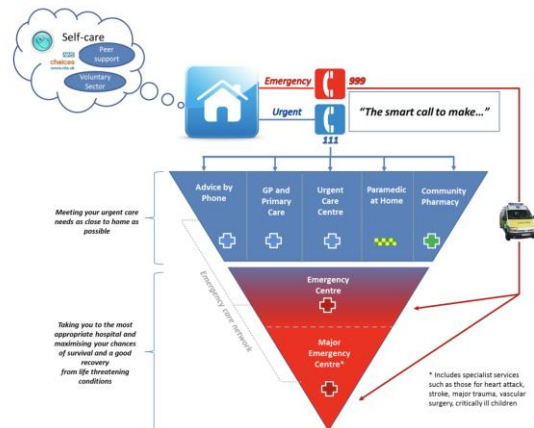 Self-care
Peer
support
NHS
choices
www.nhs.uk
Voluntary
Sector
Emergency
999
Urgent
"The smart call to make..."
111
Advice by
Phone
GP and
Primary
Care
Urgent
Care
Centre
Paramedic
at Home
Community
Pharmacy
Meeting your urgent care
needs as close to home as
possible
Emergency care network
Emergency
Centre
Taking you to the most
appropriate hospital and
maximising your chances
of survival and a good
recovery
from life threatening
conditions
Major
Emergency
Centre*
* Includes specialist services
such as those for heart attack,
stroke, major trauma, vascular
surgery, critically ill children